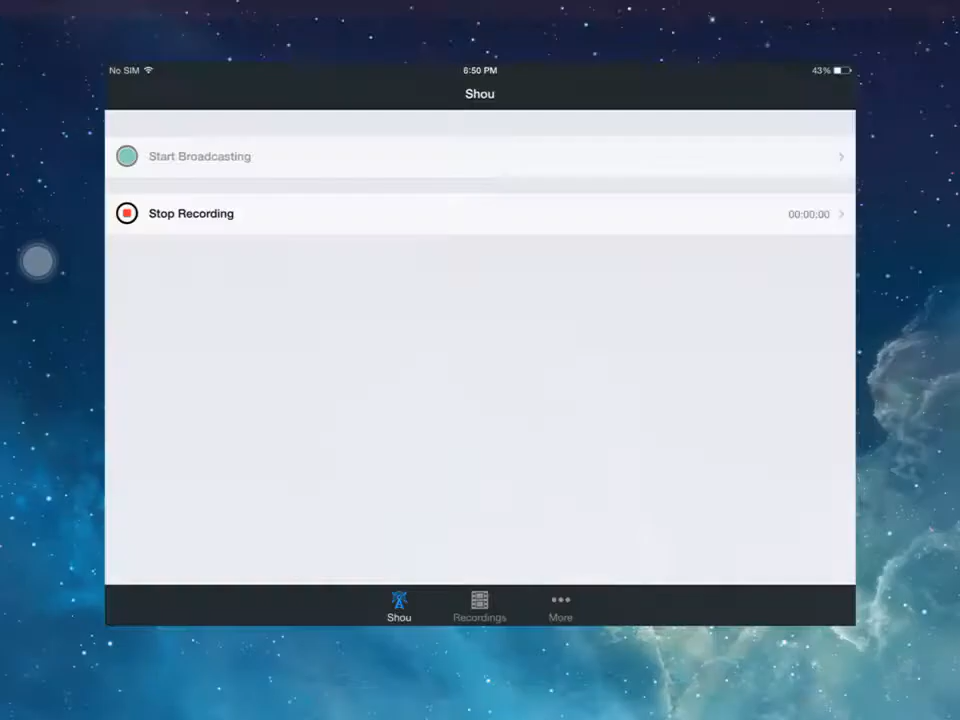 No SIM 6:50 PM 43%
Shou
Start Broadcasting
Stop Recording 00:00:00
Shou Recordings More